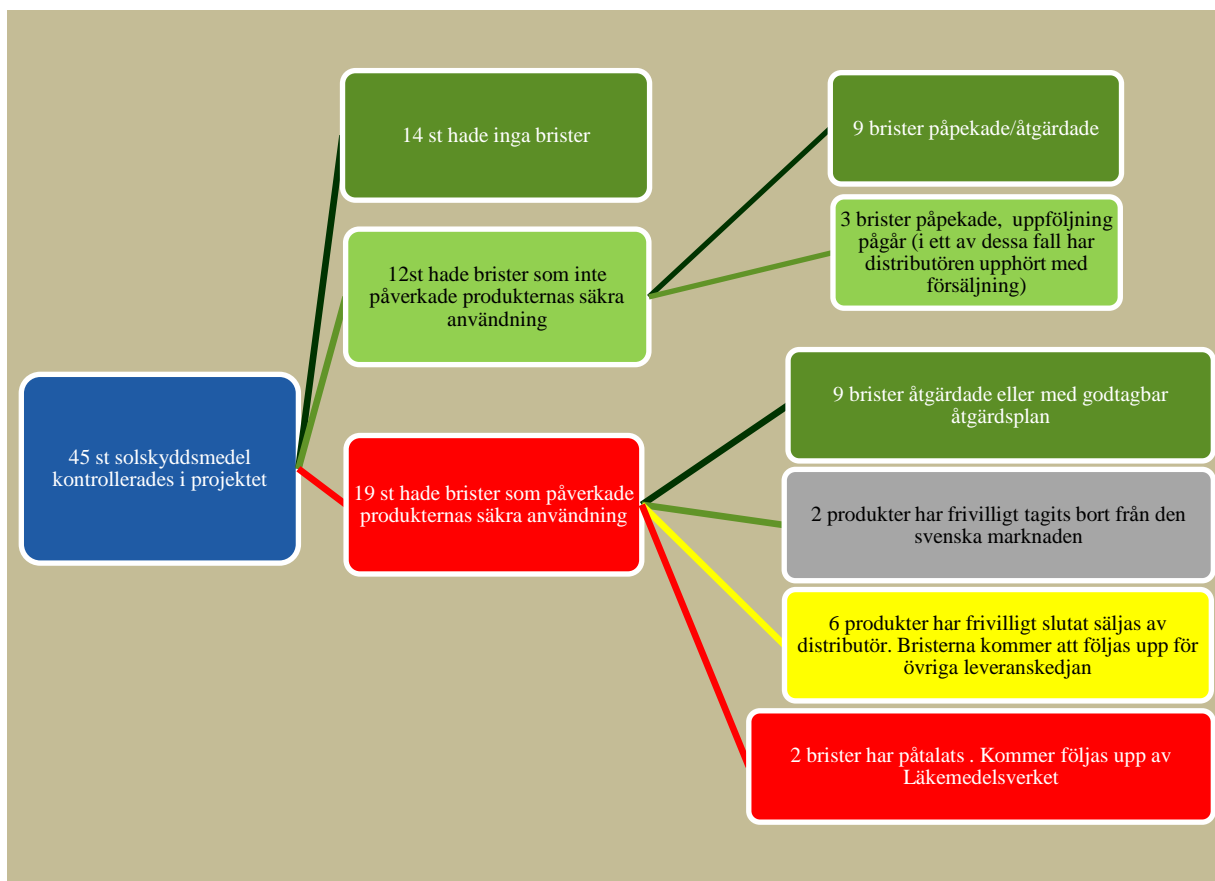 45 st solskyddsmedel
kontrollerades i projektet
14 st hade inga brister
12st hade brister som inte
påverkade produkternas säkra
användning
9 brister påpekade/åtgärdade
3 brister påpekade, uppföljning
pågår (i ett av dessa fall har
distributören upphört med
försäljning)
19 st hade brister som påverkade
produkternas säkra användning
9 brister åtgärdade eller med godtagbar
åtgärdsplan
2 produkter har frivilligt tagits bort från den
svenska marknaden
6 produkter har frivilligt slutat säljas av
distributör. Bristerna kommer att följas upp för
övriga leveranskedjan
2 brister har påtalats . Kommer följas upp av
Läkemedelsverket